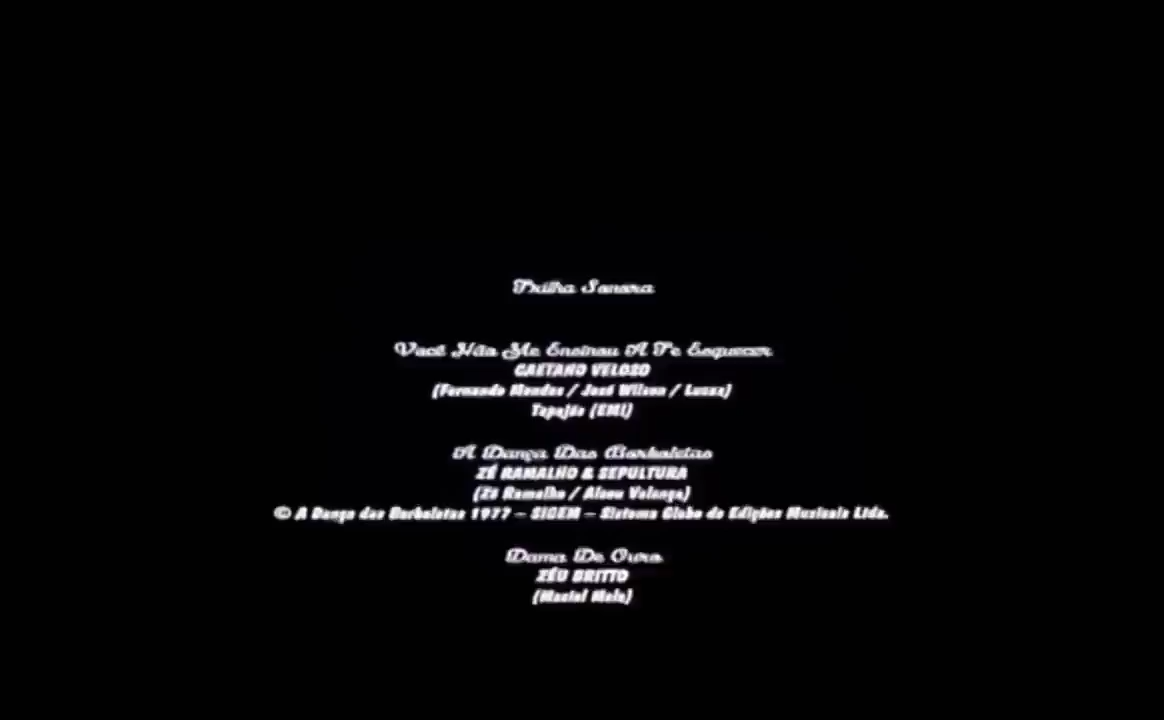 Trilha Sonora
Você Não Me Ensinou A Te Esquecer
CAETANO VELOSO
(Fernando Mendes / José Wilson / Lucas)
Tapajós (EMI)
A Dança Das Borboletas
ZÉ RAMALHO & SEPULTURA
(Zé Ramalho / Alceu Valença)
© A Dança das Borboletas 1977 – SIGEM – Sistema Globo de Edições Musicais Ltda.
Dama De Ouro
ZÉU BRITTO
(Maciel Melo)